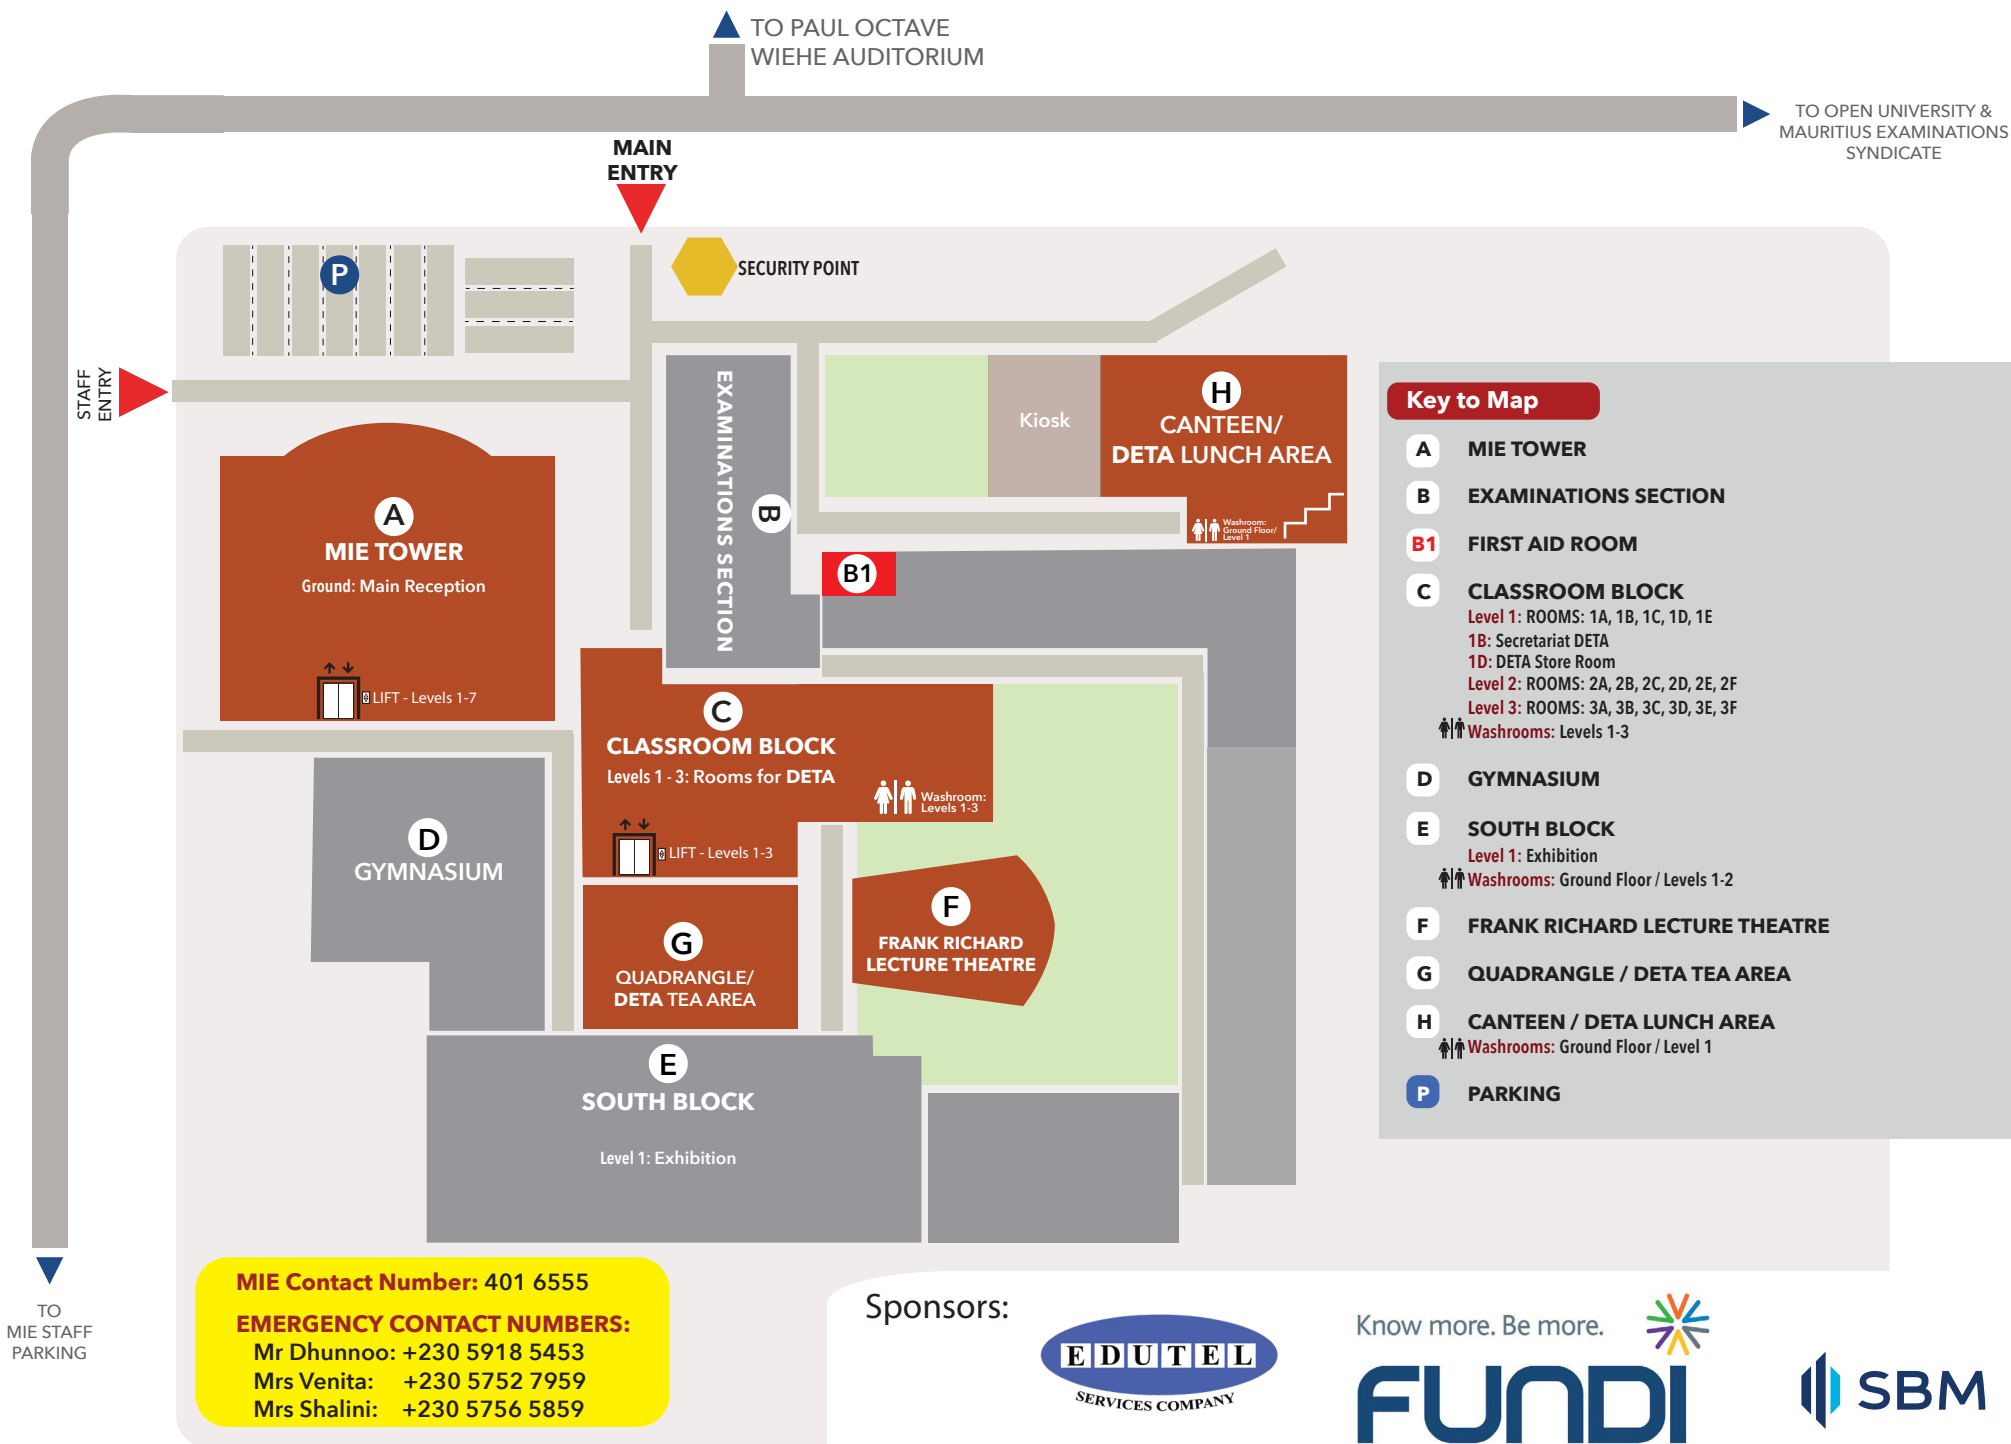 TO PAUL OCTAVE
WIEHE AUDITORIUM
TO OPEN UNIVERSITY &
MAURITIUS EXAMINATIONS
SYNDICATE
MAIN
ENTRY
P
SECURITY POINT
STAFF
ENTRY
EXAMINATIONS SECTION
B
Kiosk
H
CANTEEN/
DETA LUNCH AREA
Washroom:
Ground Floor/
Level 1
A
MIE TOWER
Ground: Main Reception
LIFT - Levels 1-7
B1
C
CLASSROOM BLOCK
Levels 1 - 3: Rooms for DETA
Washroom:
Levels 1-3
LIFT - Levels 1-3
D
GYMNASIUM
G
QUADRANGLE/
DETA TEA AREA
F
FRANK RICHARD
LECTURE THEATRE
E
SOUTH BLOCK
Level 1: Exhibition
Key to Map
A MIE TOWER
B EXAMINATIONS SECTION
B1 FIRST AID ROOM
C CLASSROOM BLOCK
Level 1: ROOMS: 1A, 1B, 1C, 1D, 1E
1B: Secretariat DETA
1D: DETA Store Room
Level 2: ROOMS: 2A, 2B, 2C, 2D, 2E, 2F
Level 3: ROOMS: 3A, 3B, 3C, 3D, 3E, 3F
Washrooms: Levels 1-3
D GYMNASIUM
E SOUTH BLOCK
Level 1: Exhibition
Washrooms: Ground Floor / Levels 1-2
F FRANK RICHARD LECTURE THEATRE
G QUADRANGLE / DETA TEA AREA
H CANTEEN / DETA LUNCH AREA
Washrooms: Ground Floor / Level 1
P PARKING
TO
MIE STAFF
PARKING
MIE Contact Number: 401 6555
EMERGENCY CONTACT NUMBERS:
Mr Dhunnoo: +230 5918 5453
Mrs Venita: +230 5752 7959
Mrs Shalini: +230 5756 5859
Sponsors:
EDUTEL
SERVICES COMPANY
Know more. Be more.
FUNDI
SBM